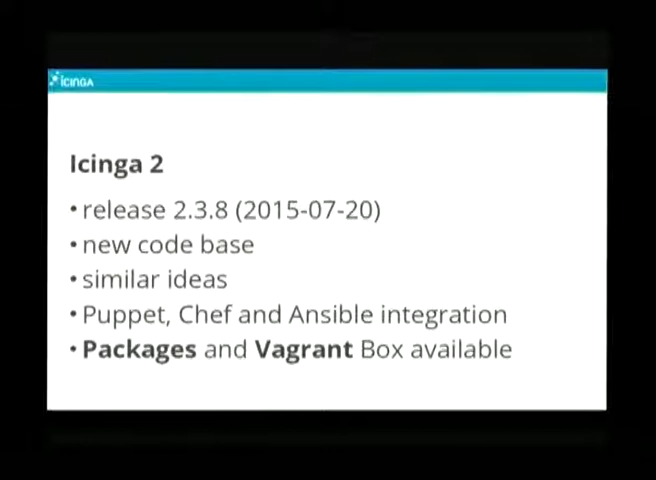 icinga
Icinga 2
• release 2.3.8 (2015-07-20)
• new code base
• similar ideas
• Puppet, Chef and Ansible integration
• Packages and Vagrant Box available